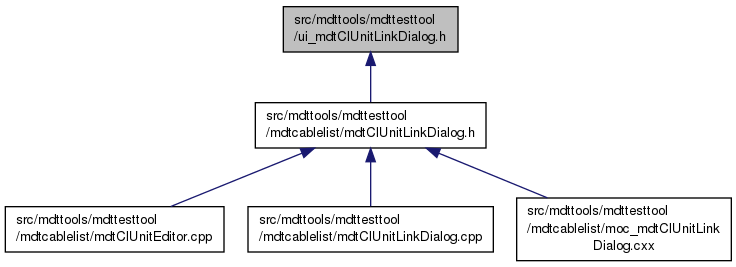 src/mdttools/mdttesttool
/ui_mdtClUnitLinkDialog.h
src/mdttools/mdttesttool
/mdtcablelist/mdtClUnitLinkDialog.h
src/mdttools/mdttesttool
/mdtcablelist/mdtClUnitEditor.cpp
src/mdttools/mdttesttool
/mdtcablelist/mdtClUnitLinkDialog.cpp
src/mdttools/mdttesttool
/mdtcablelist/moc_mdtClUnitLink
Dialog.cxx